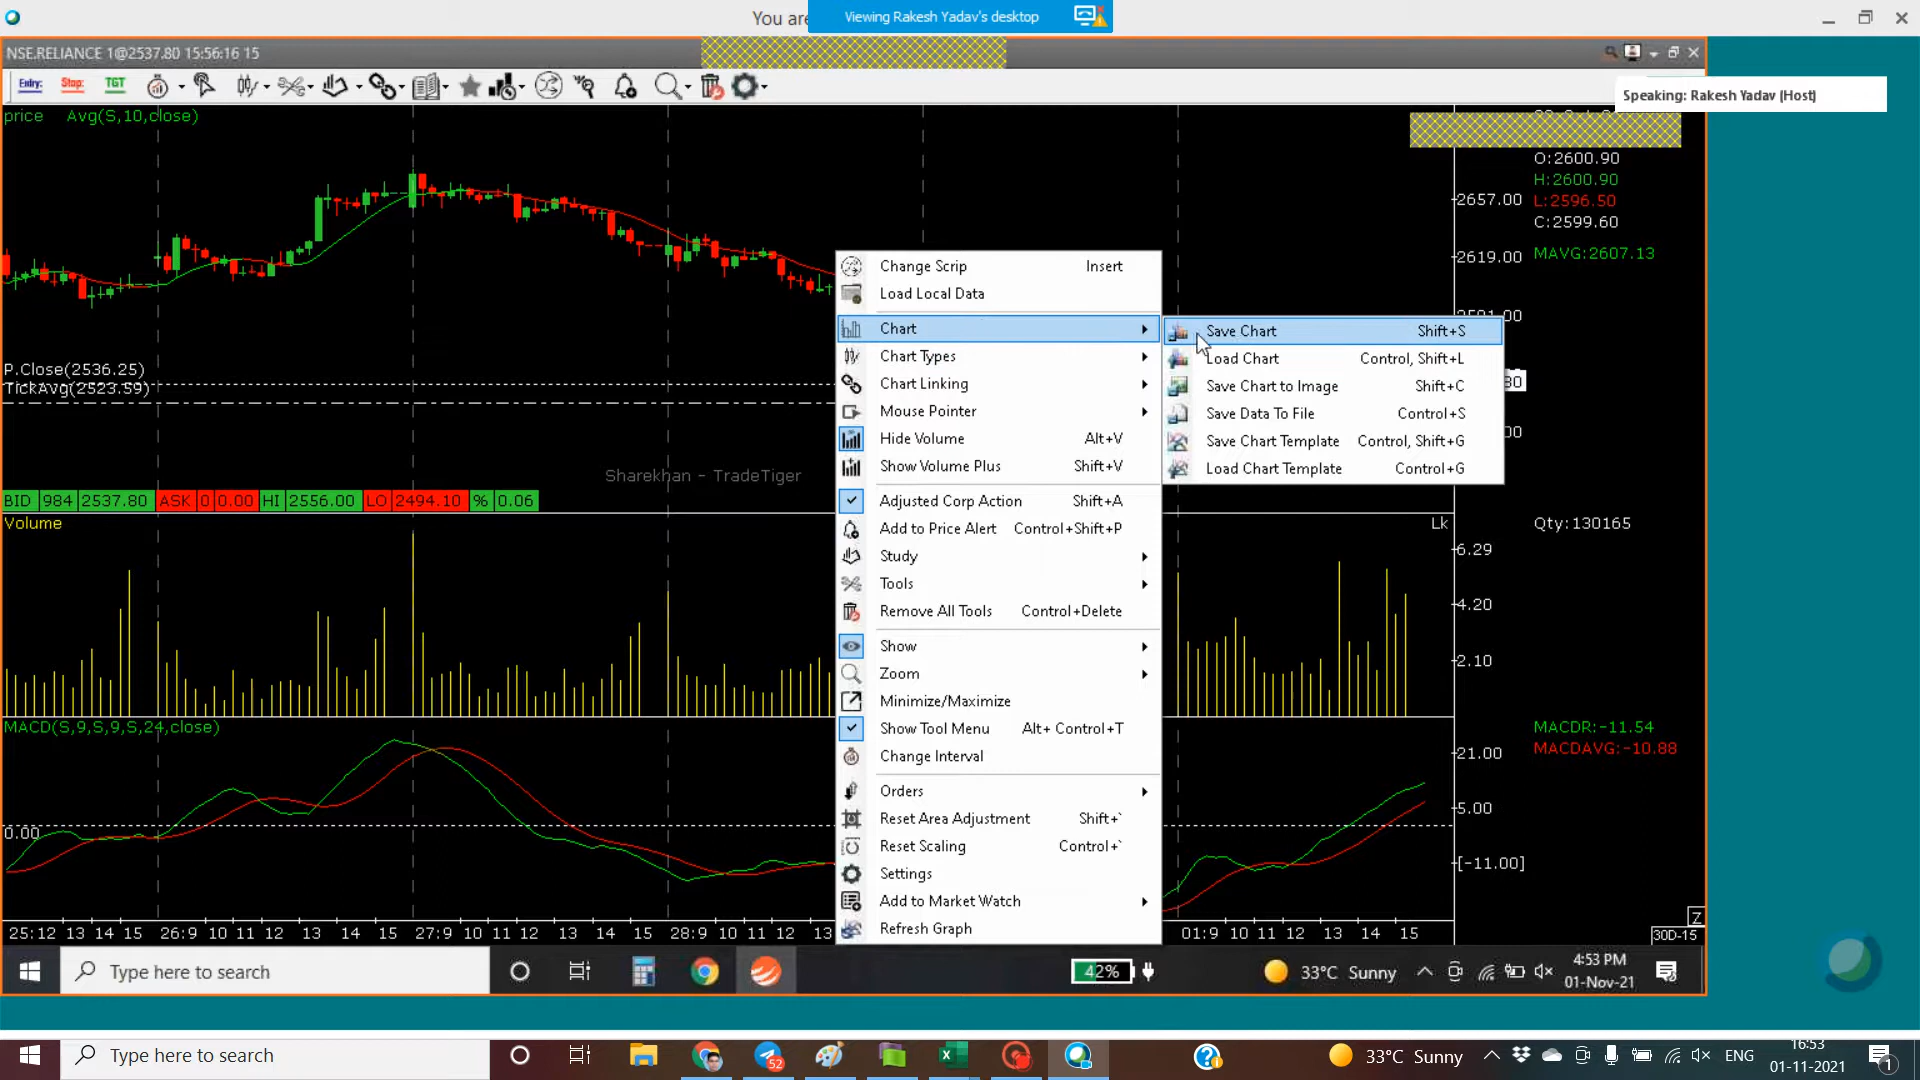 You are
Viewing Rakesh Yadav's desktop
NSE.RELIANCE 1@2537.80 15:56:16 15
Entry: Stop: TGT
Speaking: Rakesh Yadav (Host)
price Avg(S,10,close)
O:2600.90
H:2600.90
L:2596.50
C:2599.60
MAVG:2607.13
2657.00
2619.00
P.Close(2536.25)
TickAvg(2523.59)
Sharekhan - TradeTiger
BID 984 2537.80 ASK 0 0.00 HI 2556.00 LO 2494.10 % 0.06
Volume
Lk
Qty:130165
6.29
4.20
2.10
MACD(S,9,S,9,S,24,close)
MACDR:-11.54
MACDAVG:-10.88
21.00
5.00
0.00
[-11.00]
Change Scrip Insert
Load Local Data
Chart
Chart Types
Chart Linking
Mouse Pointer
Hide Volume Alt+V
Show Volume Plus Shift+V
Adjusted Corp Action Shift+A
Add to Price Alert Control+Shift+P
Study
Tools
Remove All Tools Control+Delete
Show
Zoom
Minimize/Maximize
Show Tool Menu Alt+ Control+T
Change Interval
Orders
Reset Area Adjustment Shift+`
Reset Scaling Control+`
Settings
Add to Market Watch
Refresh Graph
Save Chart Shift+S
Load Chart Control, Shift+L
Save Chart to Image Shift+C
Save Data To File Control+S
Save Chart Template Control, Shift+G
Load Chart Template Control+G
25:12 13 14 15 26:9 10 11 12 13 14 15 27:9 10 11 12 13 14 15 28:9 10 11 12 13 01:9 10 11 12 13 14 15
Z
30D-15
Type here to search
42%
33°C Sunny
4:53 PM
01-Nov-21
Type here to search
52
33°C Sunny
ENG
16:53
01-11-2021
1